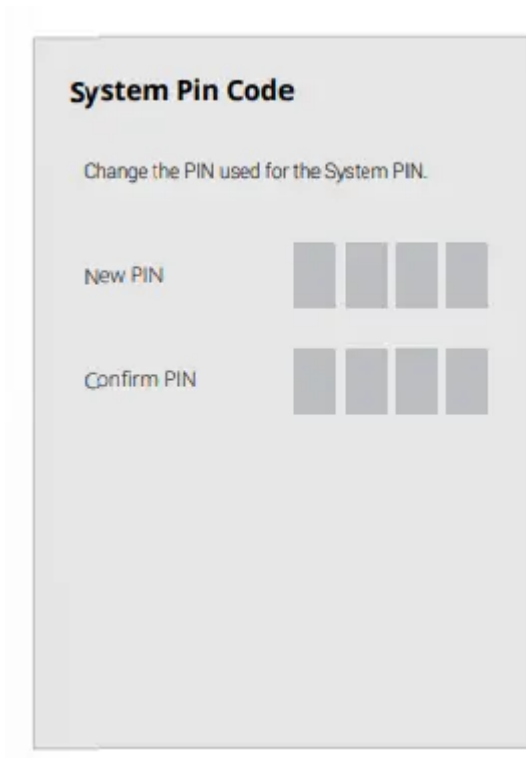 System Pin Code
Change the PIN used for the System PIN.
New PIN
Confirm PIN